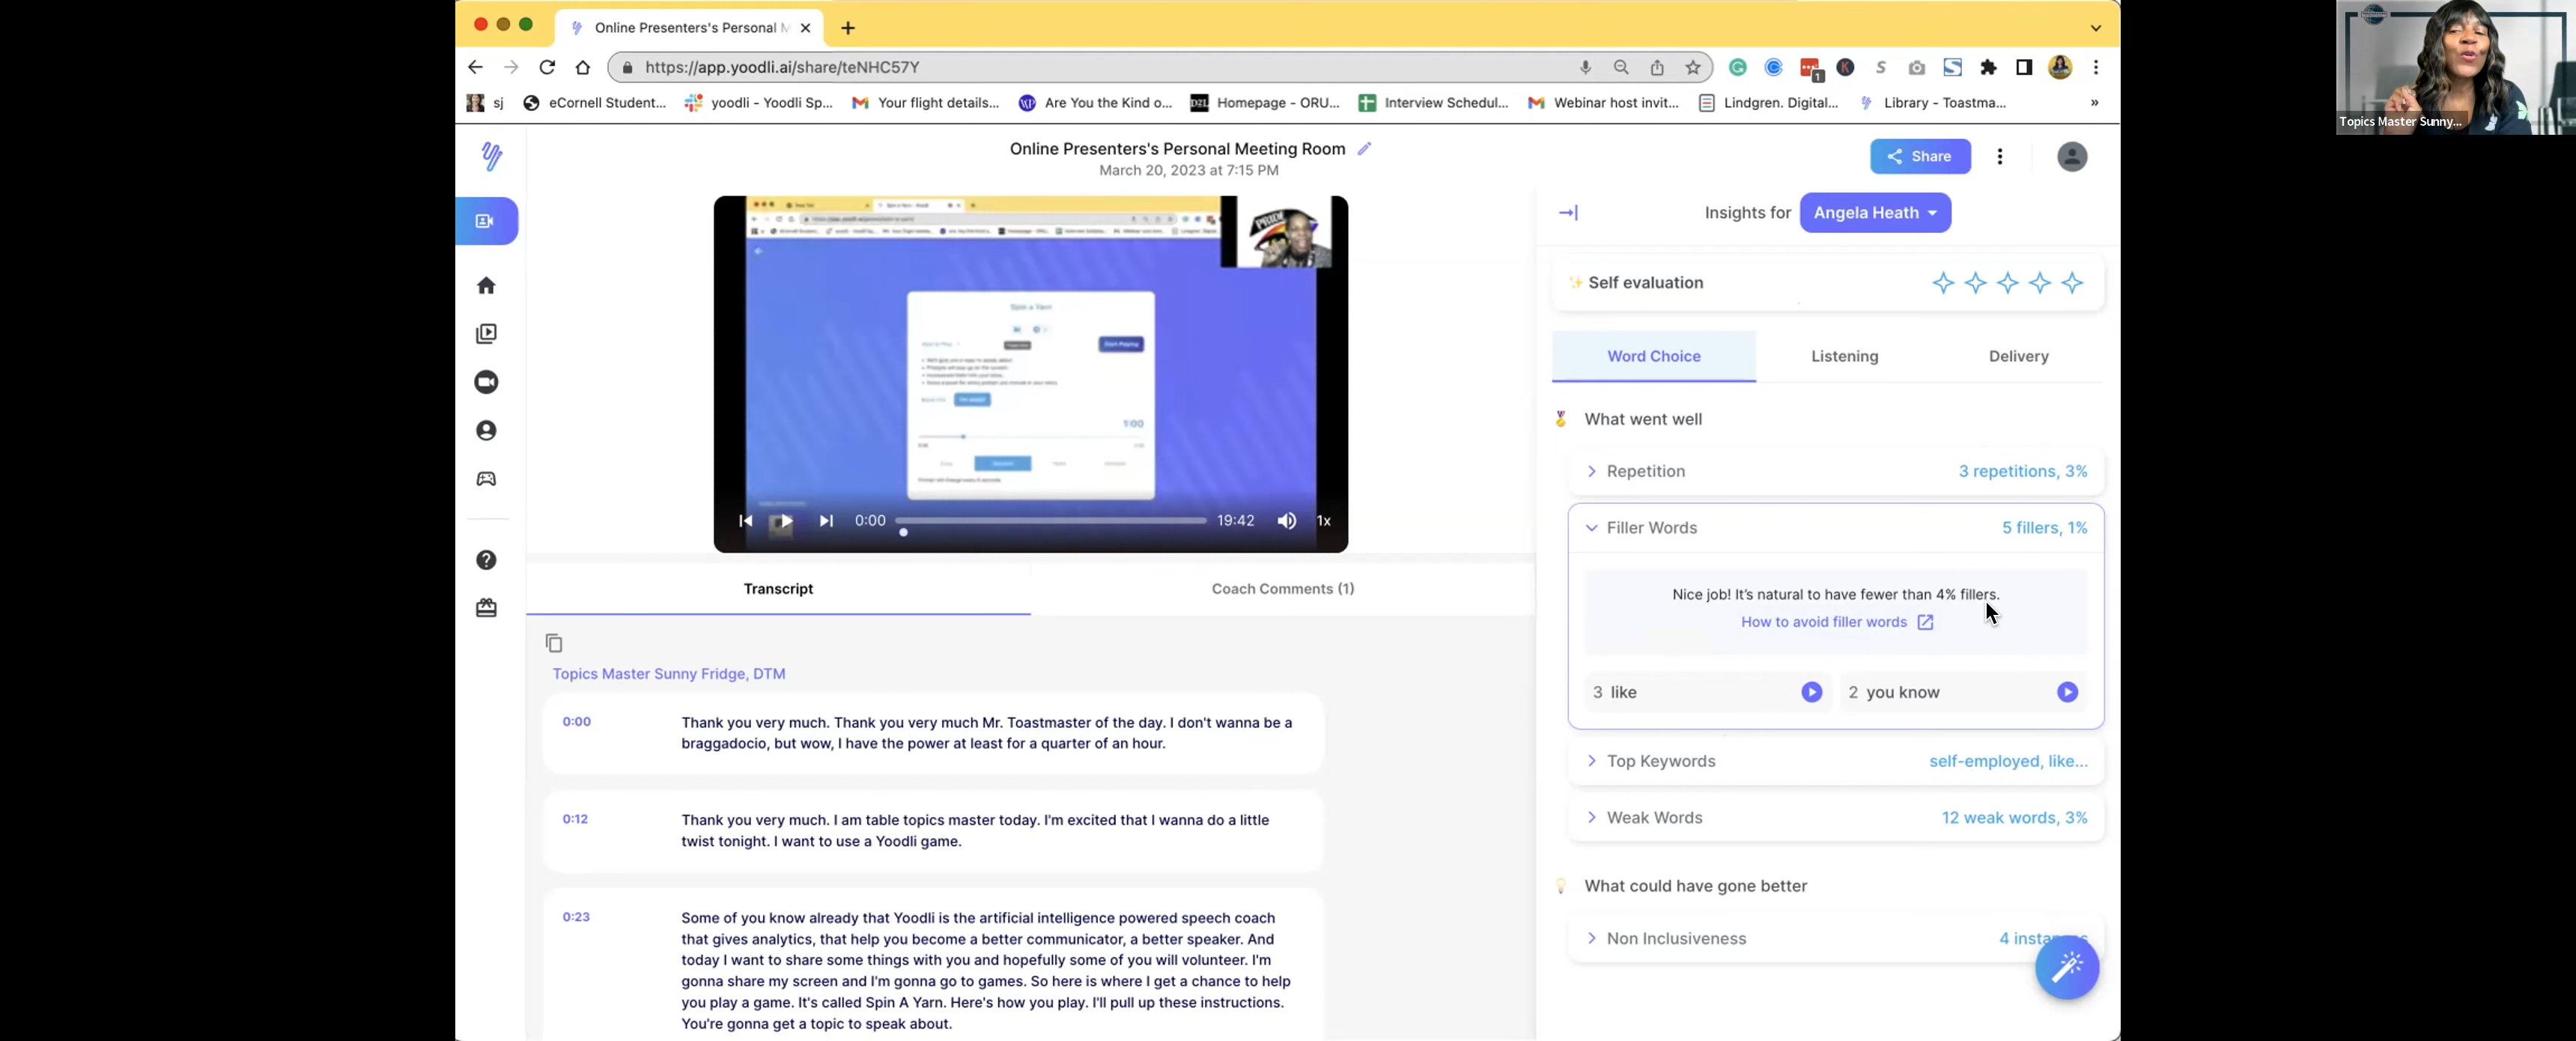 Online Presenters's Personal M
https://app.yoodli.ai/share/teNHC57Y
1
K
S
sj
eCornell Student...
yoodli - Yoodli Sp...
Your flight details...
Are You the Kind o...
D2L
Homepage - ORU...
Interview Schedul...
Webinar host invit...
Lindgren. Digital...
Library - Toastma...
»
Topics Master Sunny...
Online Presenters's Personal Meeting Room
March 20, 2023 at 7:15 PM
Share
PRIDE
Spin a Yarn
Start Playing
1:00
0:00
19:42
1x
Transcript
Coach Comments (1)
Topics Master Sunny Fridge, DTM
0:00
Thank you very much. Thank you very much Mr. Toastmaster of the day. I don't wanna be a
braggadocio, but wow, I have the power at least for a quarter of an hour.
0:12
Thank you very much. I am table topics master today. I'm excited that I wanna do a little
twist tonight. I want to use a Yoodli game.
0:23
Some of you know already that Yoodli is the artificial intelligence powered speech coach
that gives analytics, that help you become a better communicator, a better speaker. And
today I want to share some things with you and hopefully some of you will volunteer. I'm
gonna share my screen and I'm gonna go to games. So here is where I get a chance to help
you play a game. It's called Spin A Yarn. Here's how you play. I'll pull up these instructions.
You're gonna get a topic to speak about.
Insights for
Angela Heath
Self evaluation
Word Choice
Listening
Delivery
What went well
Repetition
3 repetitions, 3%
Filler Words
5 fillers, 1%
Nice job! It's natural to have fewer than 4% fillers.
How to avoid filler words
3 like
2 you know
Top Keywords
self-employed, like...
Weak Words
12 weak words, 3%
What could have gone better
Non Inclusiveness
4 instances